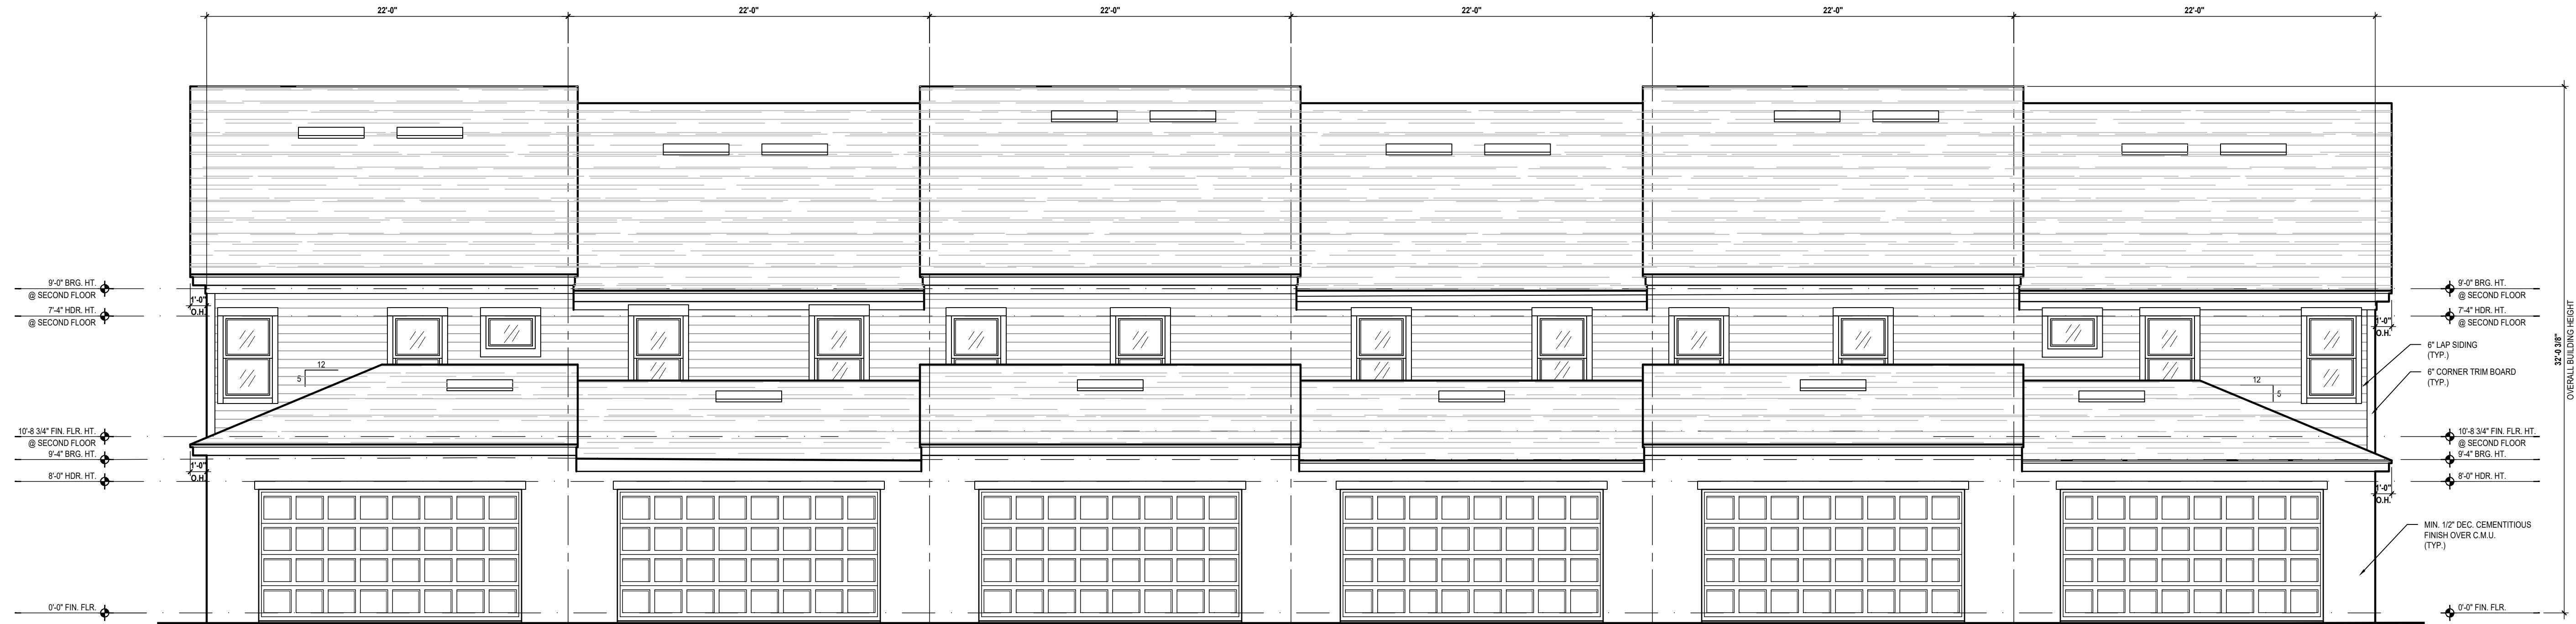 22'-0" 22'-0" 22'-0" 22'-0" 22'-0" 22'-0"
9'-0" BRG. HT.
@ SECOND FLOOR
7'-4" HDR. HT.
@ SECOND FLOOR
1'-0"
O.H.
12
5
10'-8 3/4" FIN. FLR. HT.
@ SECOND FLOOR
9'-4" BRG. HT.
8'-0" HDR. HT.
1'-0"
O.H.
0'-0" FIN. FLR.
9'-0" BRG. HT.
@ SECOND FLOOR
7'-4" HDR. HT.
@ SECOND FLOOR
1'-0"
O.H.
6" LAP SIDING
(TYP.)
6" CORNER TRIM BOARD
(TYP.)
12
5
10'-8 3/4" FIN. FLR. HT.
@ SECOND FLOOR
9'-4" BRG. HT.
8'-0" HDR. HT.
1'-0"
O.H.
MIN. 1/2" DEC. CEMENTITIOUS
FINISH OVER C.M.U.
(TYP.)
0'-0" FIN. FLR.
32'-0 3/8"
OVERALL BUILDING HEIGHT